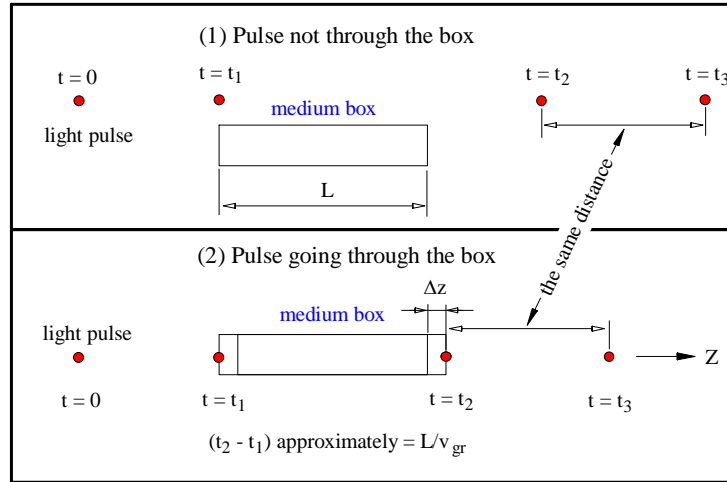 (1) Pulse not through the box
t = 0
t = t₁
t = t₂
t = t₃
light pulse
medium box
L
the same distance
(2) Pulse going through the box
Δz
medium box
light pulse
Z
t = 0
t = t₁
t = t₂
t = t₃
(t₂ - t₁) approximately = L/v_gr